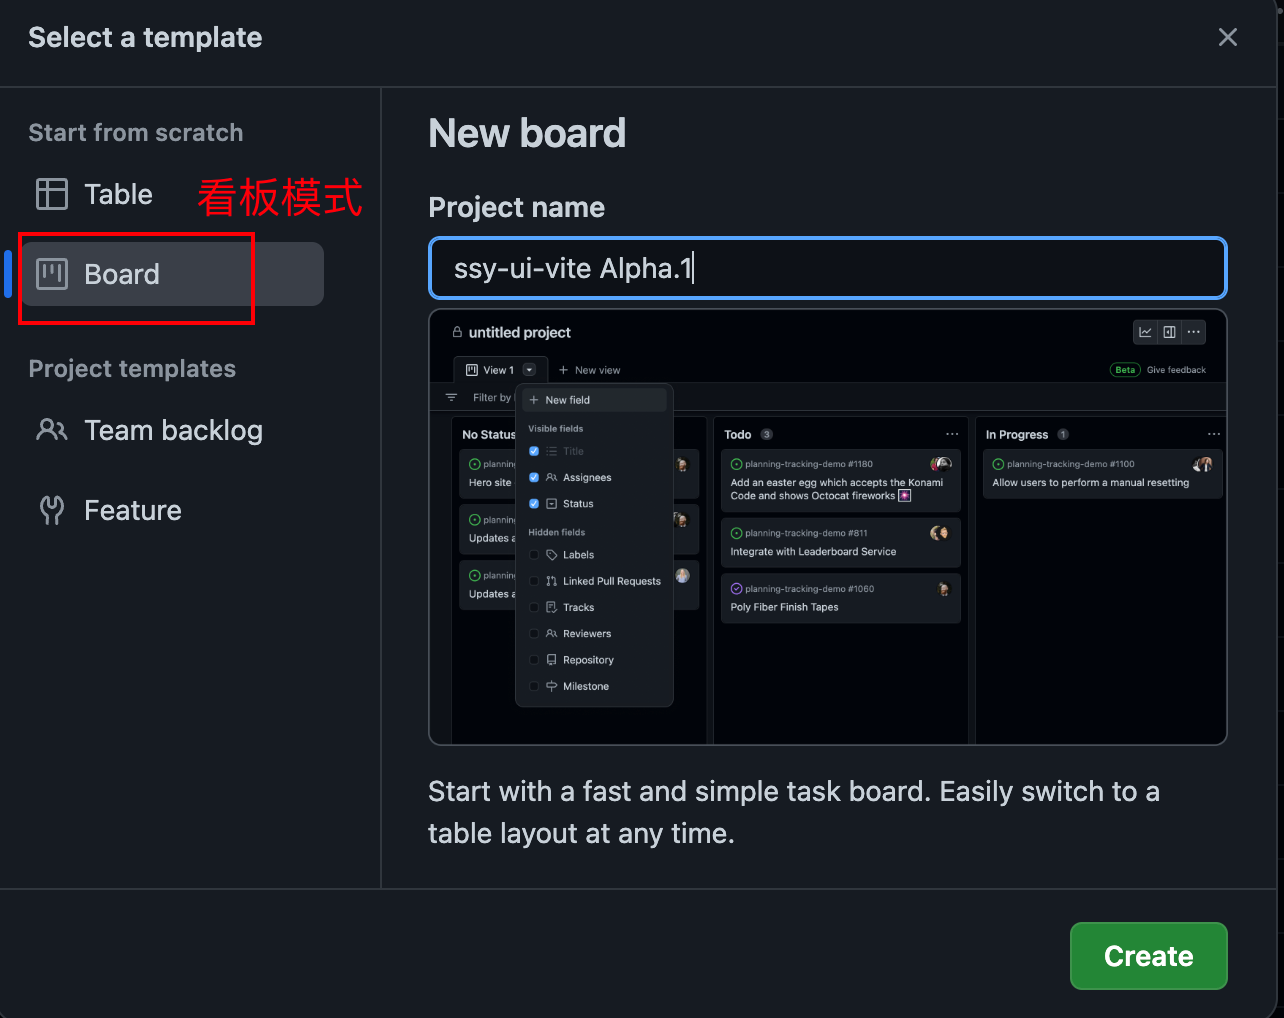 Select a template
Start from scratch
Table
看板模式
Board
Project templates
Team backlog
Feature
New board
Project name
ssy-ui-vite Alpha.1
untitled project
View 1
New view
Beta
Give feedback
Filter by
New field
Visible fields
Title
Assignees
Status
Hidden fields
Labels
Linked Pull Requests
Tracks
Reviewers
Repository
Milestone
No Status
Hero site
Updates
Updates
Todo 3
planning-tracking-demo #1180
Add an easter egg which accepts the Konami
Code and shows Octocat fireworks
planning-tracking-demo #811
Integrate with Leaderboard Service
planning-tracking-demo #1060
Poly Fiber Finish Tapes
In Progress 1
planning-tracking-demo #1100
Allow users to perform a manual resetting
Start with a fast and simple task board. Easily switch to a
table layout at any time.
Create